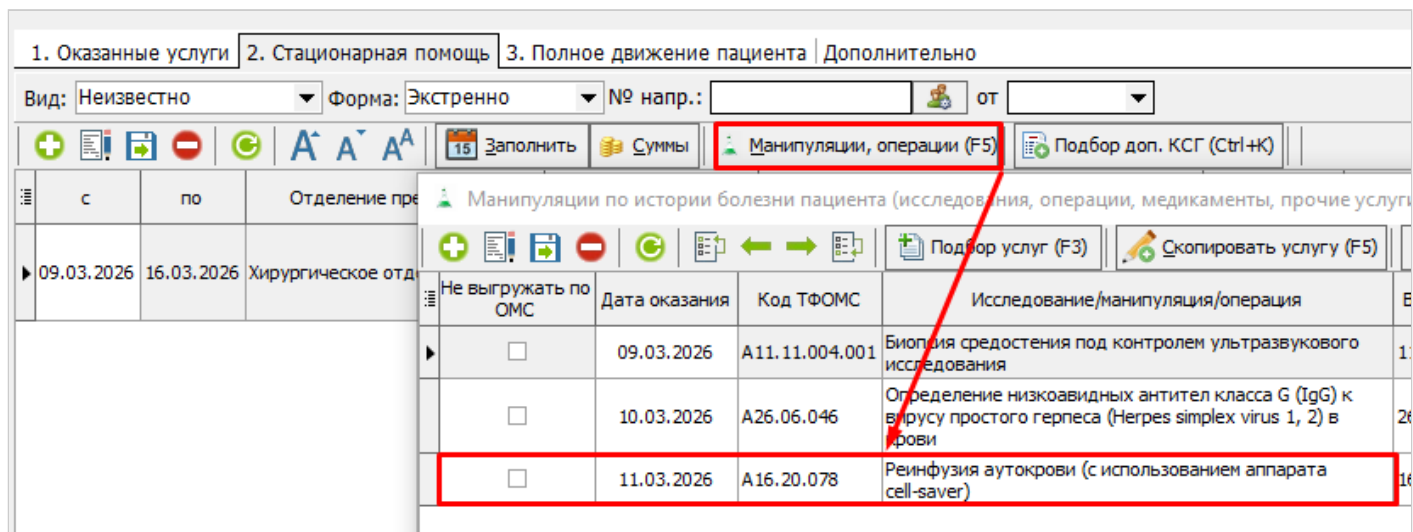 1. Оказанные услуги 2. Стационарная помощь 3. Полное движение пациента Дополнительно
Вид: Неизвестно Форма: Экстренно № напр.: от
15 Заполнить Суммы Манипуляции, операции (F5) Подбор доп. КСГ (Ctrl+K)
с по Отделение пре
Манипуляции по истории болезни пациента (исследования, операции, медикаменты, прочие услуги
Подбор услуг (F3) Скопировать услугу (F5)
09.03.2026 16.03.2026 Хирургическое отд
Не выгружать по
ОМС
Дата оказания Код ТФОМС Исследование/манипуляция/операция
09.03.2026 A11.11.004.001 Биопсия средостения под контролем ультразвукового
исследования
10.03.2026 A26.06.046 Определение низкоавидных антител класса G (IgG) к
вирусу простого герпеса (Herpes simplex virus 1, 2) в
крови
11.03.2026 A16.20.078 Реинфузия аутокрови (с использованием аппарата
cell-saver)